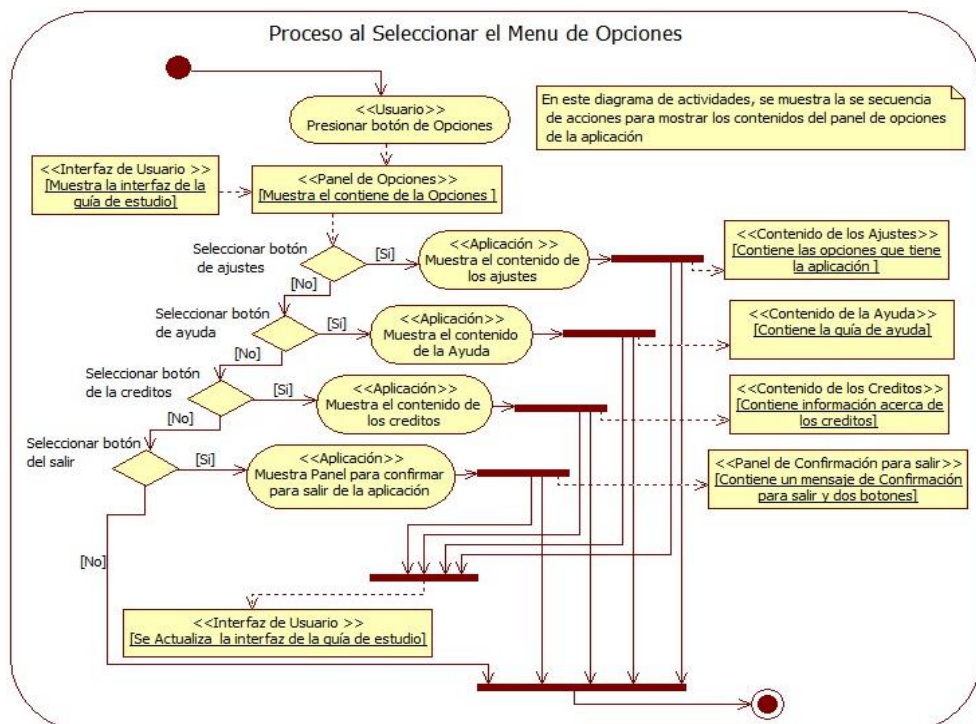 Proceso al Seleccionar el Menu de Opciones
<<Usuario>>
Presionar botón de Opciones
En este diagrama de actividades, se muestra la se secuencia
de acciones para mostrar los contenidos del panel de opciones
de la aplicación
<<Interfaz de Usuario >>
[Muestra la interfaz de la
guía de estudio]
<<Panel de Opciones>>
[Muestra el contiene de la Opciones ]
Seleccionar botón
de ajustes
[Si]
[No]
<<Aplicación >>
Muestra el contenido de
los ajustes
<<Contenido de los Ajustes>>
[Contiene las opciones que tiene
la aplicación ]
Seleccionar botón
de ayuda
[Si]
[No]
<<Aplicación>>
Muestra el contenido
de la Ayuda
<<Contenido de la Ayuda>>
[Contiene la guía de ayuda]
Seleccionar botón
de la creditos
[Si]
[No]
<<Aplicación>>
Muestra el contenido de
los creditos
<<Contenido de los Creditos>>
[Contiene información acerca de
los creditos]
Seleccionar botón
del salir
[Si]
[No]
<<Aplicación>>
Muestra Panel para confirmar
para salir de la aplicación
<<Panel de Confirmación para salir>>
[Contiene un mensaje de Confirmación
para salir y dos botones]
<<Interfaz de Usuario >>
[Se Actualiza  la interfaz de la guía de estudio]